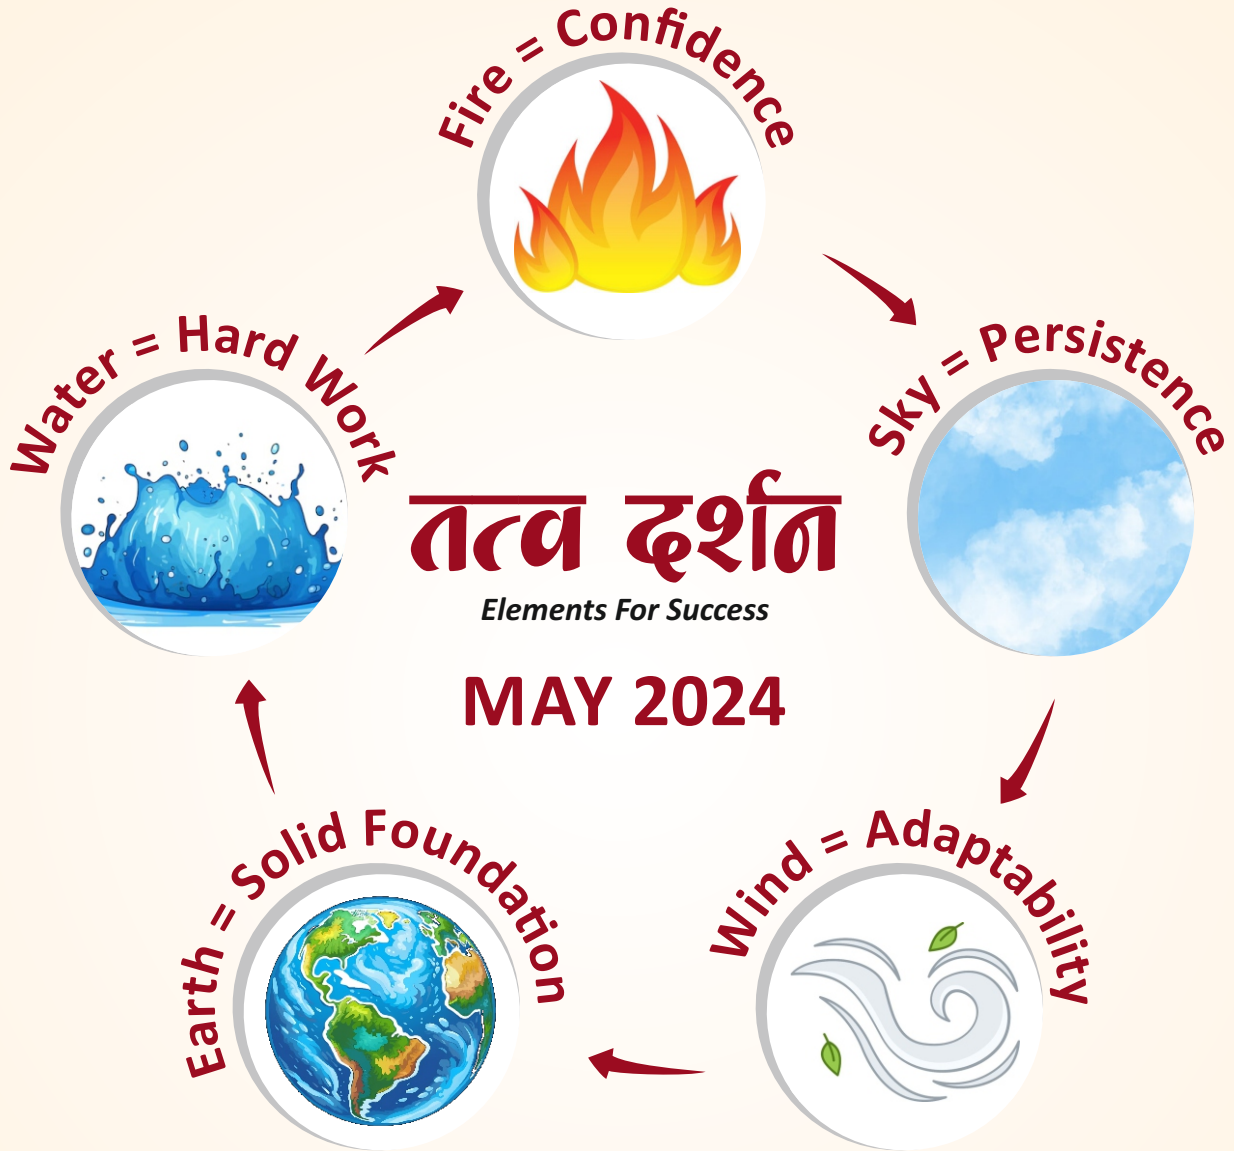 Fire = Confidence
Sky = Persistence
Water = Hard Work
तत्व दर्शन
Elements For Success
MAY 2024
Wind = Adaptability
Earth = Solid Foundation